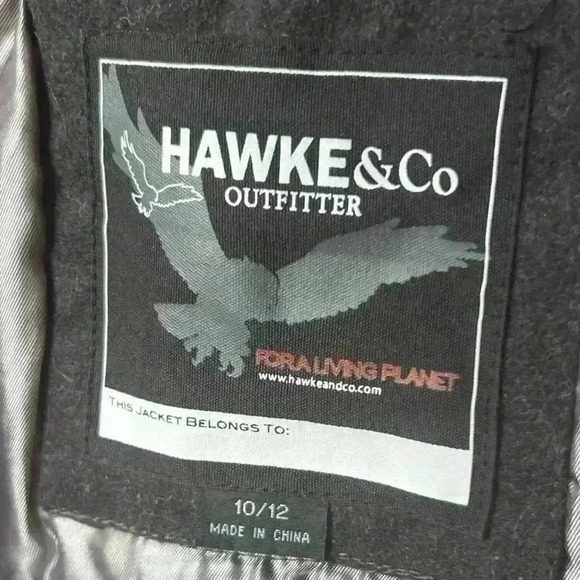 HAWKE&Co
OUTFITTER
FOR A LIVING PLANET
www.hawkeandco.com
THIS JACKET BELONGS TO:
10/12
MADE IN CHINA